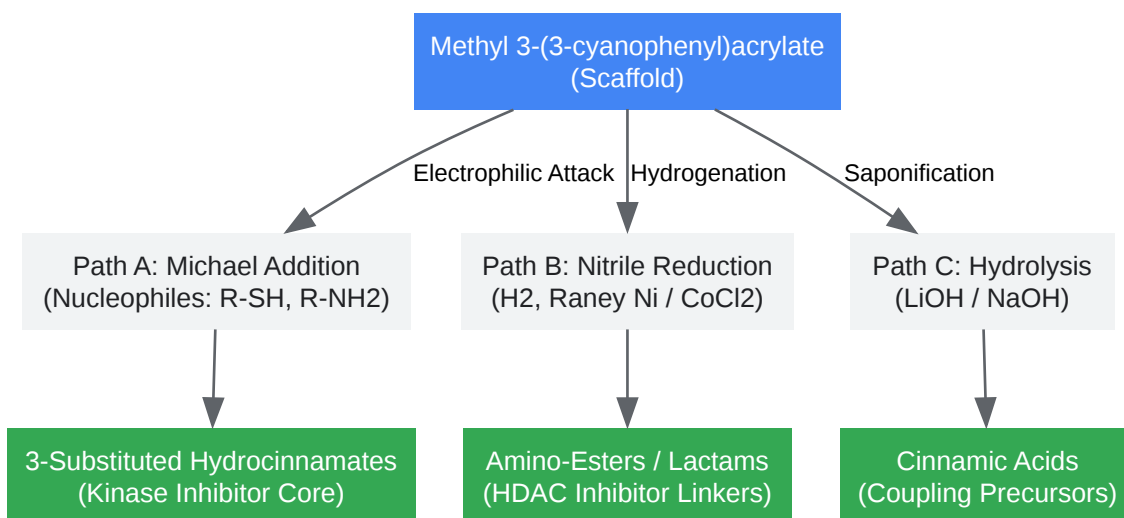 Methyl 3-(3-cyanophenyl)acrylate
(Scaffold)
Electrophilic Attack
Hydrogenation
Saponification
Path A: Michael Addition
(Nucleophiles: R-SH, R-NH2)
Path B: Nitrile Reduction
(H2, Raney Ni / CoCl2)
Path C: Hydrolysis
(LiOH / NaOH)
3-Substituted Hydrocinnamates
(Kinase Inhibitor Core)
Amino-Esters / Lactams
(HDAC Inhibitor Linkers)
Cinnamic Acids
(Coupling Precursors)